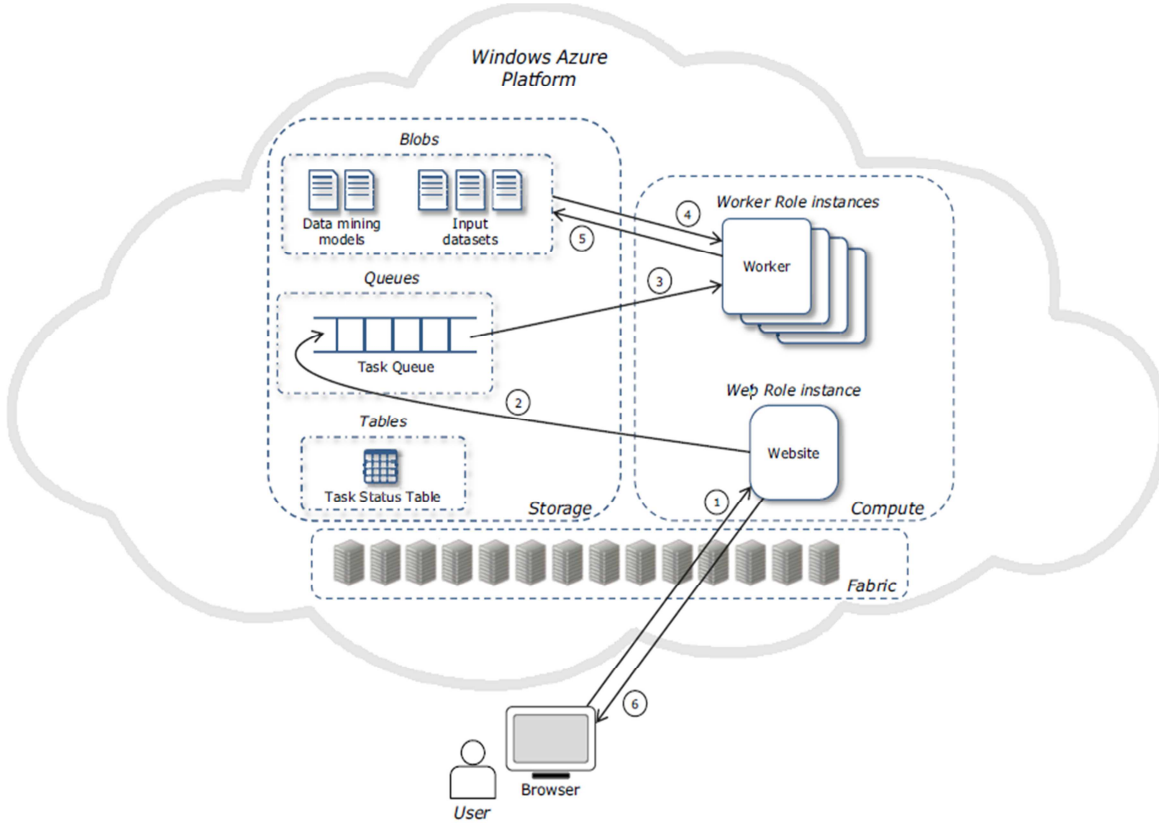 Windows Azure
Platform
Blobs
Data mining
models
Input
datasets
Queues
Task Queue
Tables
Task Status Table
Storage
Worker Role instances
Worker
Web Role instance
Website
Compute
4
5
3
2
1
Fabric
6
Browser
User